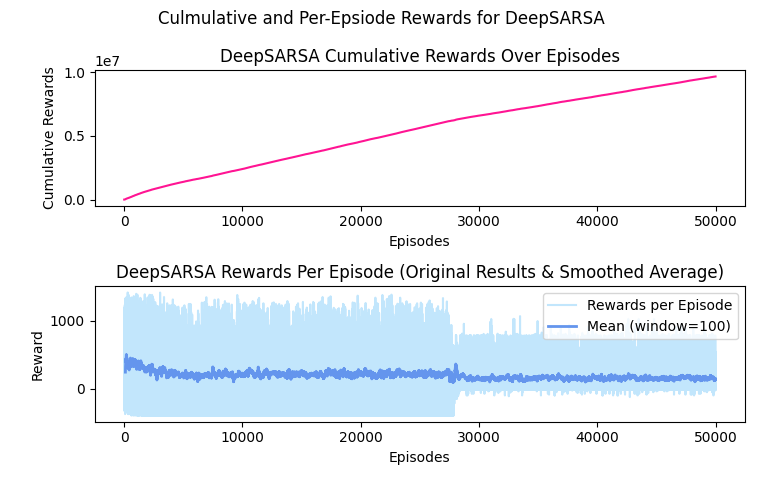 Culmulative and Per-Epsiode Rewards for DeepSARSA
DeepSARSA Cumulative Rewards Over Episodes
1e7
Cumulative Rewards
1.0
0.5
0.0
0 10000 20000 30000 40000 50000
Episodes
DeepSARSA Rewards Per Episode (Original Results & Smoothed Average)
Reward
1000
0
Rewards per Episode
Mean (window=100)
0 10000 20000 30000 40000 50000
Episodes